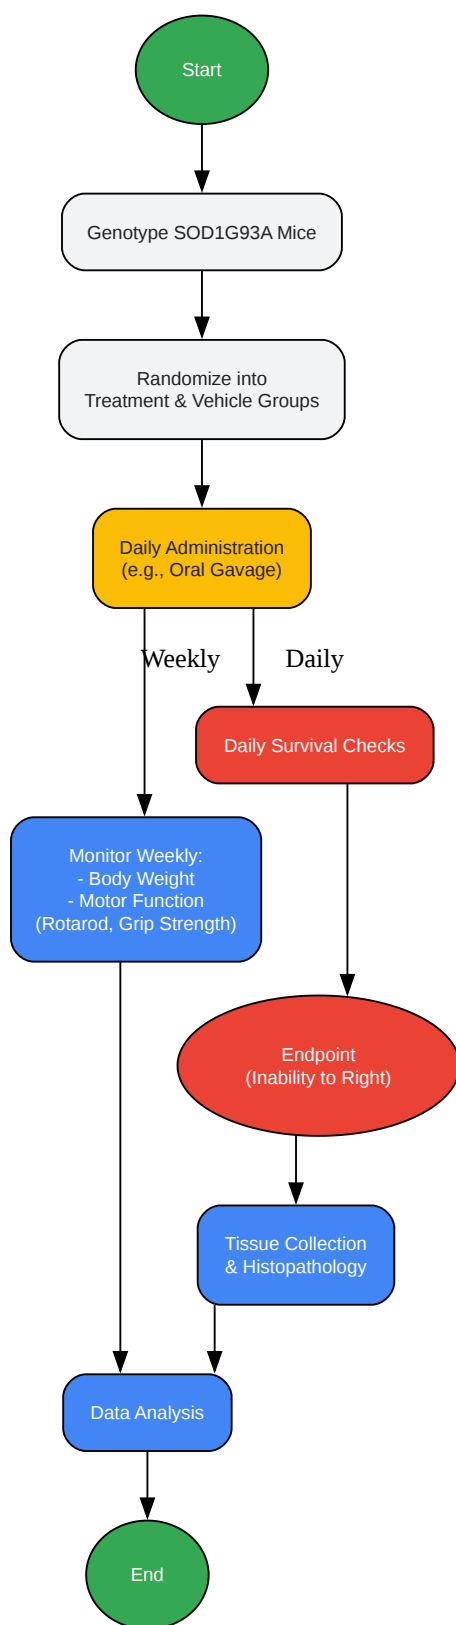 Start
Genotype SOD1G93A Mice
Randomize into
Treatment & Vehicle Groups
Daily Administration
(e.g., Oral Gavage)
Weekly
Daily
Daily Survival Checks
Monitor Weekly:
- Body Weight
- Motor Function
(Rotarod, Grip Strength)
Endpoint
(Inability to Right)
Tissue Collection
& Histopathology
Data Analysis
End